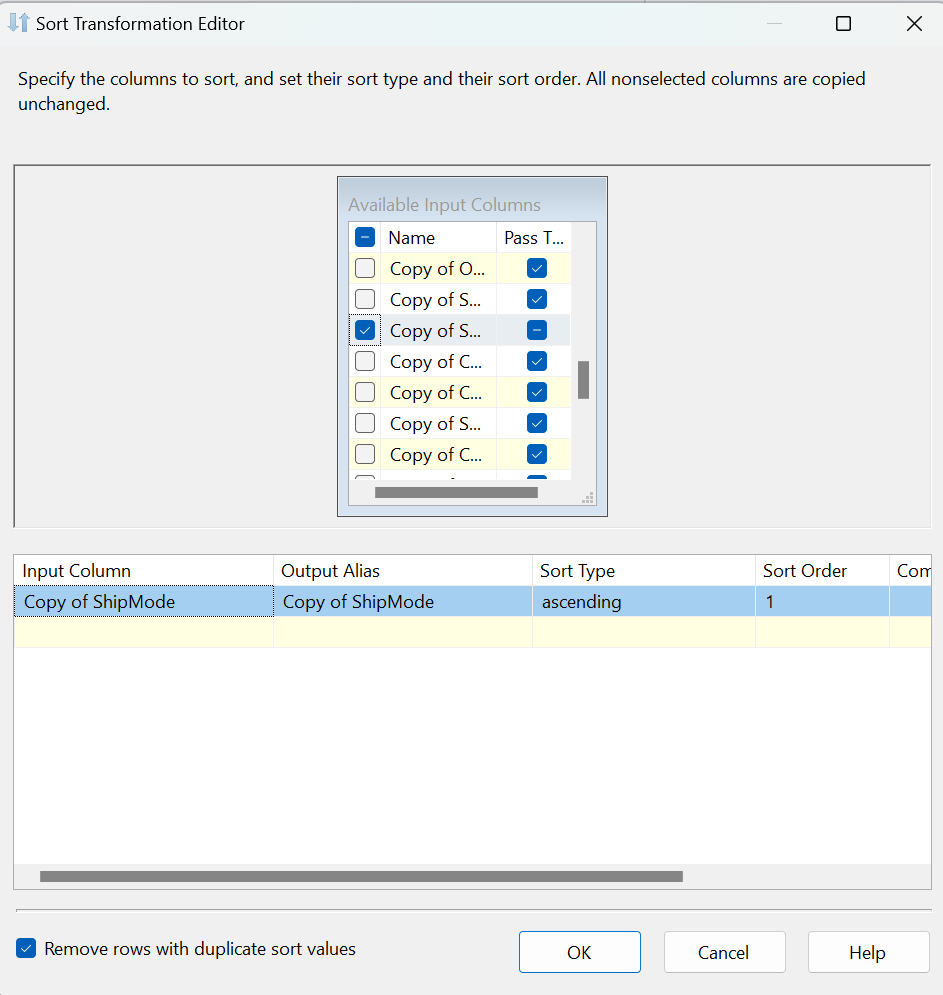 Sort Transformation Editor
Specify the columns to sort, and set their sort type and their sort order. All nonselected columns are copied
unchanged.
Available Input Columns
Name Pass T...
Copy of O...
Copy of S...
Copy of S...
Copy of C...
Copy of C...
Copy of S...
Copy of C...
Input Column Output Alias Sort Type Sort Order
Copy of ShipMode Copy of ShipMode ascending 1
Remove rows with duplicate sort values OK Cancel Help